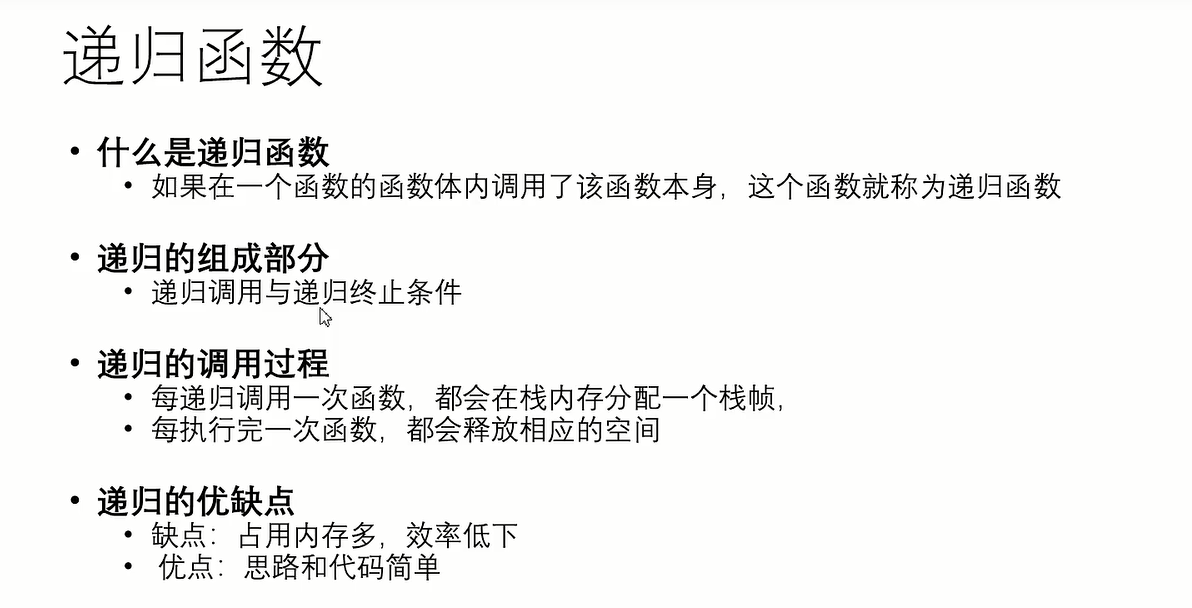 递归函数
• 什么是递归函数
• 如果在一个函数的函数体内调用了该函数本身，这个函数就称为递归函数
• 递归的组成部分
• 递归调用与递归终止条件
• 递归的调用过程
• 每递归调用一次函数，都会在栈内存分配一个栈帧，
• 每执行完一次函数，都会释放相应的空间
• 递归的优缺点
• 缺点：占用内存多，效率低下
• 优点：思路和代码简单